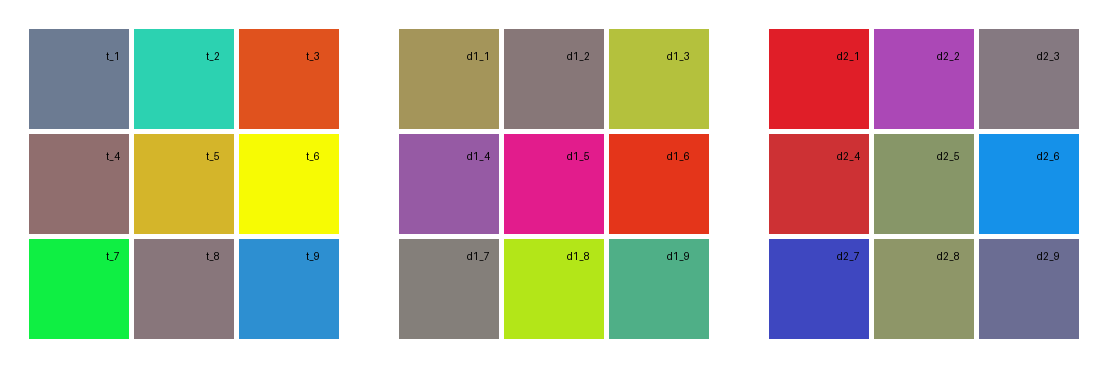 t_1 t_2 t_3 d1_1 d1_2 d1_3 d2_1 d2_2 d2_3
t_4 t_5 t_6 d1_4 d1_5 d1_6 d2_4 d2_5 d2_6
t_7 t_8 t_9 d1_7 d1_8 d1_9 d2_7 d2_8 d2_9